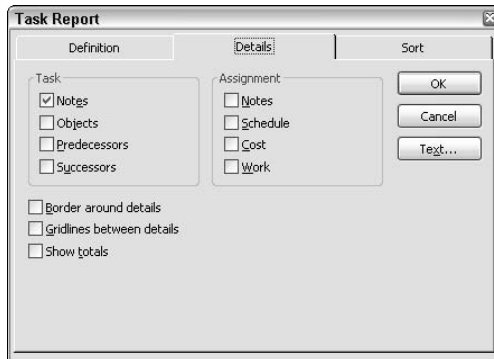 Task Report
Definition
Details
Sort
Task
Notes
Objects
Predecessors
Successors
Assignment
Notes
Schedule
Cost
Work
OK
Cancel
Text...
Border around details
Gridlines between details
Show totals